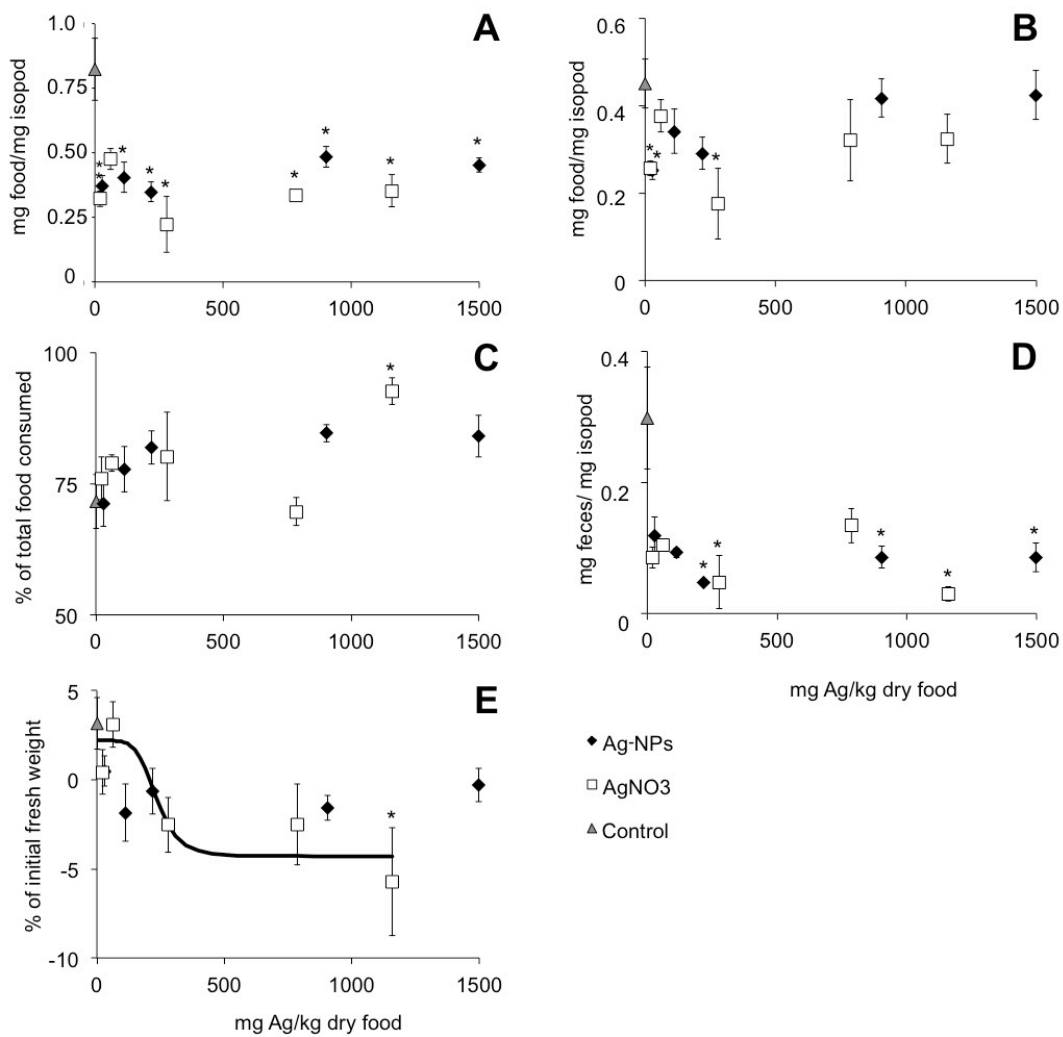 A
mg food/mg isopod
1.0
0.75
0.50
0.25
0
* * * * * * * * *
0 500 1000 1500
B
mg food/mg isopod
0.6
0.4
0.2
0
* * *
0 500 1000 1500
C
% of total food consumed
100
75
50
*
0 500 1000 1500
D
mg feces/ mg isopod
0.4
0.2
0
* * * * *
0 500 1000 1500
mg Ag/kg dry food
E
% of initial fresh weight
5
0
-5
-10
*
0 500 1000 1500
mg Ag/kg dry food
Ag-NPs
AgNO3
Control